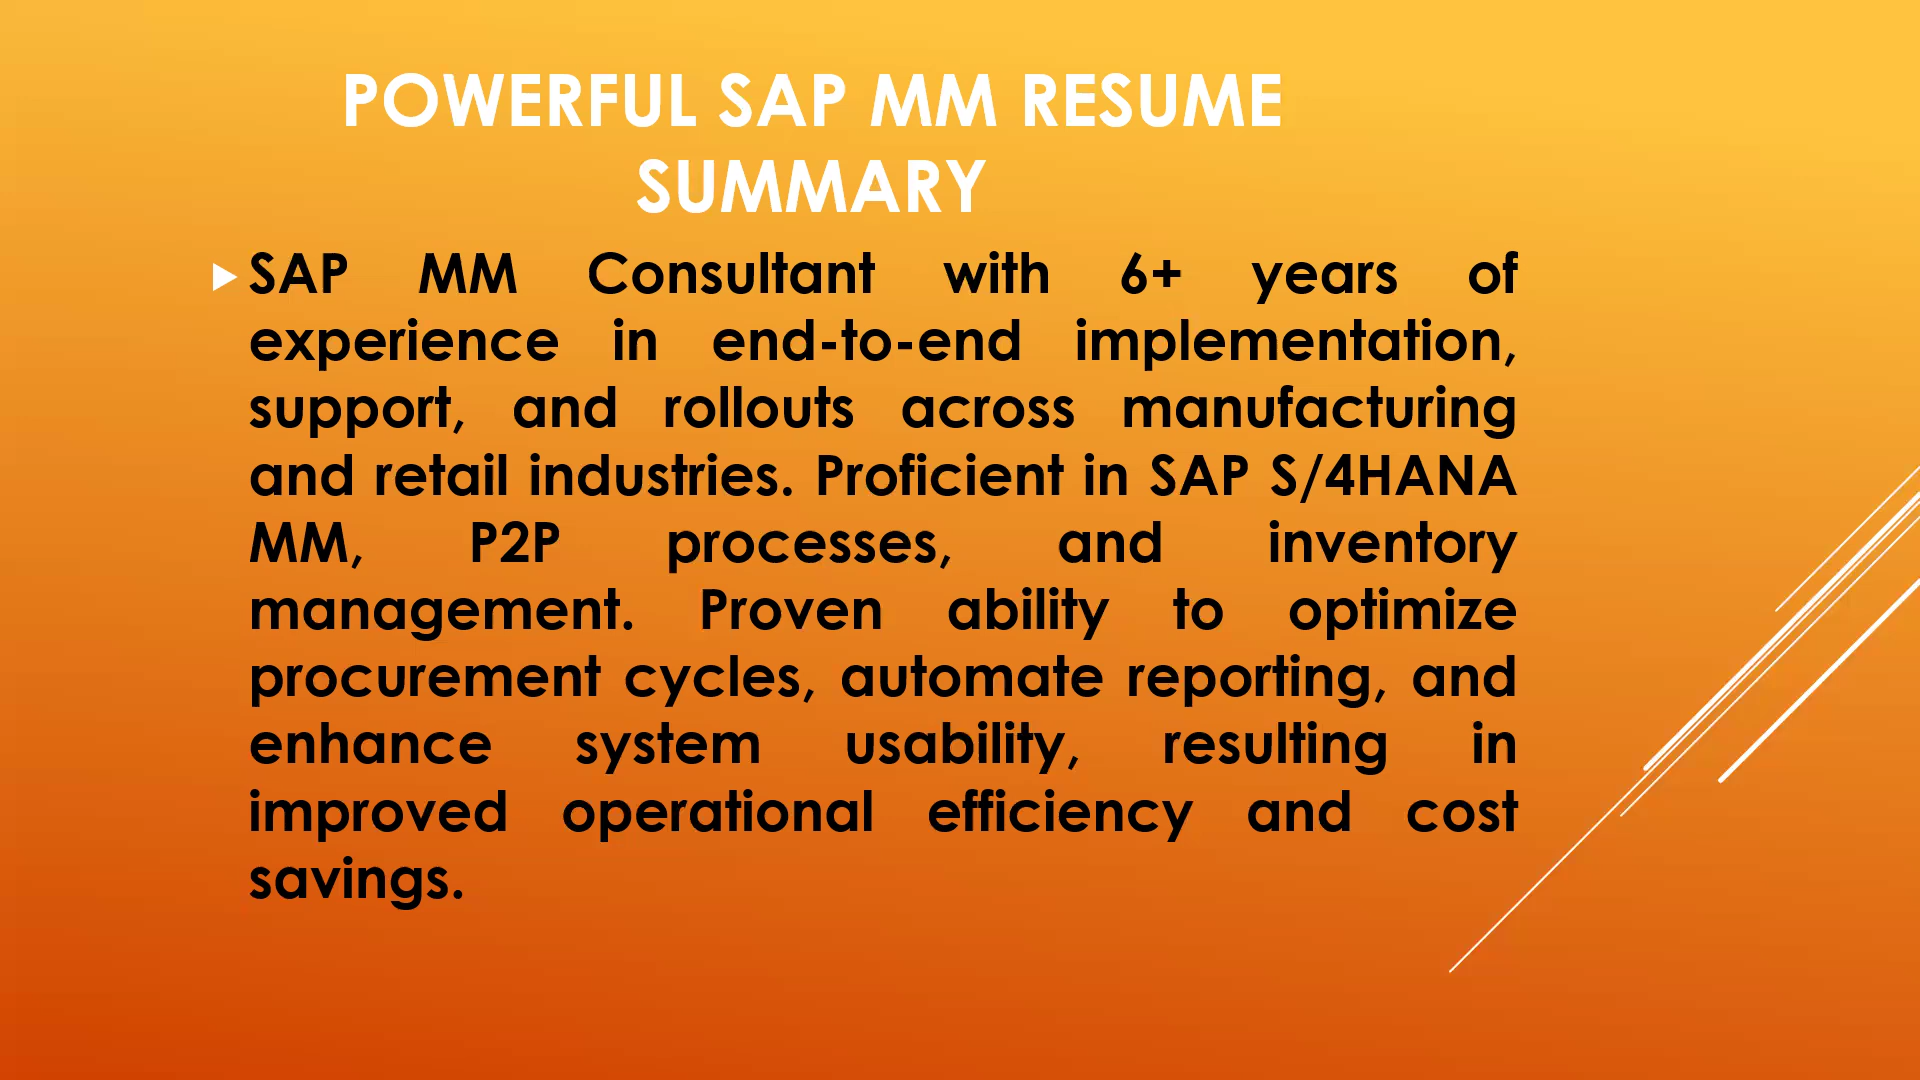 POWERFUL SAP MM RESUME
SUMMARY
SAP MM Consultant with 6+ years of
experience in end-to-end implementation,
support, and rollouts across manufacturing
and retail industries. Proficient in SAP S/4HANA
MM, P2P processes, and inventory
management. Proven ability to optimize
procurement cycles, automate reporting, and
enhance system usability, resulting in
improved operational efficiency and cost
savings.